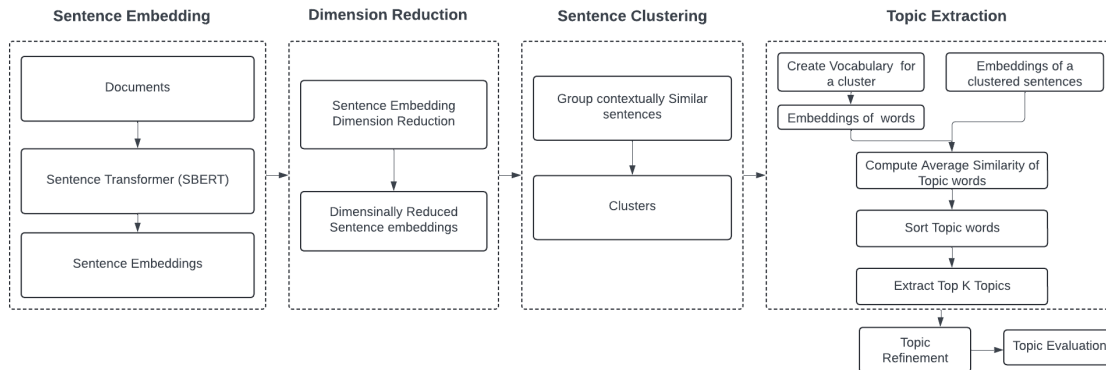 Sentence Embedding
Documents
Sentence Transformer (SBERT)
Sentence Embeddings
Dimension Reduction
Sentence Embedding
Dimension Reduction
Dimensinally Reduced
Sentence embeddings
Sentence Clustering
Group contextually Similar
sentences
Clusters
Topic Extraction
Create Vocabulary for
a cluster
Embeddings of words
Embeddings of a
clustered sentences
Compute Average Similarity of
Topic words
Sort Topic words
Extract Top K Topics
Topic
Refinement
Topic Evaluation